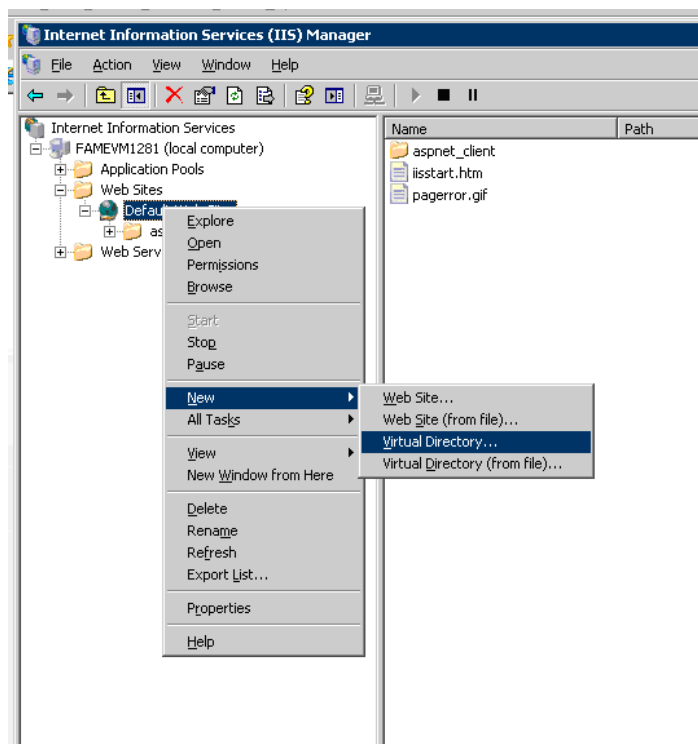 Internet Information Services (IIS) Manager
File Action View Window Help
Internet Information Services
FAMEVM1281 (local computer)
Application Pools
Web Sites
as
Web Serv
Name Path
aspnet_client
iisstart.htm
pagerror.gif
Explore
Open
Permissions
Browse
Start
Stop
Pause
New
All Tasks
View
New Window from Here
Delete
Rename
Refresh
Export List...
Properties
Help
Web Site...
Web Site (from file)...
Virtual Directory...
Virtual Directory (from file)...